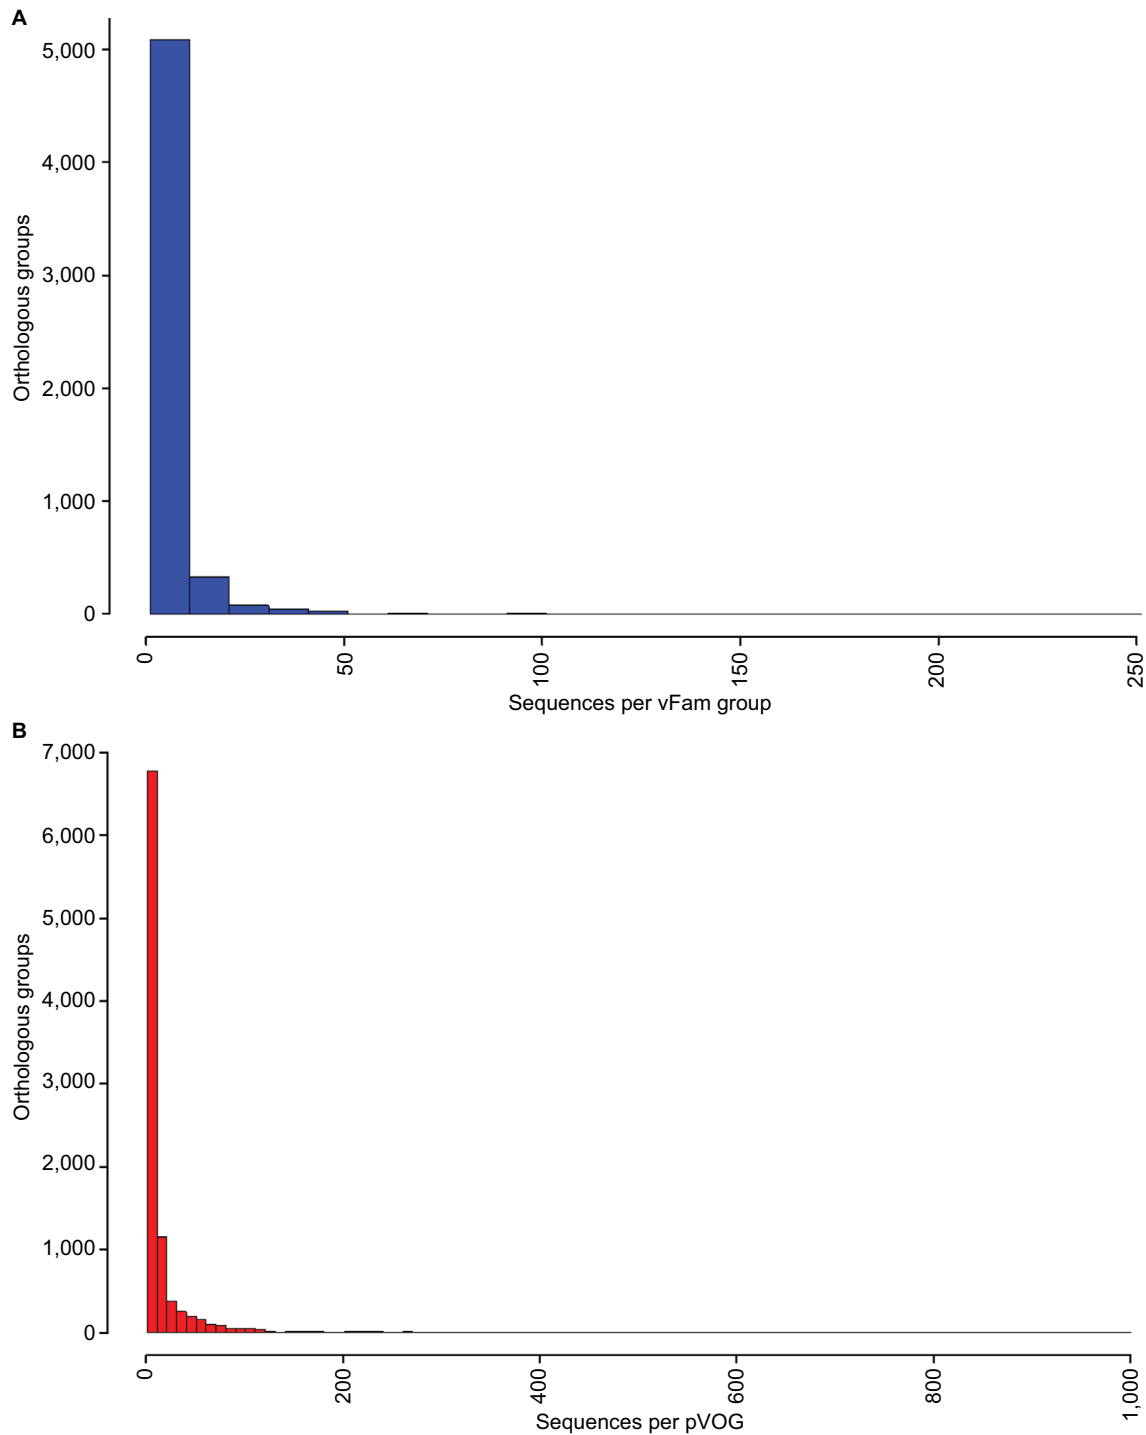 A
5,000
4,000
3,000
2,000
1,000
0
Orthologous groups
0 50 100 150 200 250
Sequences per vFam group
B
7,000
6,000
5,000
4,000
3,000
2,000
1,000
0
Orthologous groups
0 200 400 600 800 1,000
Sequences per pVOG